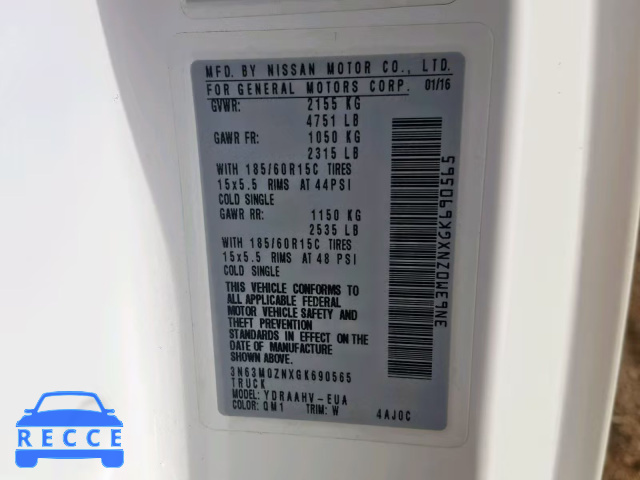 MFD. BY NISSAN MOTOR CO., LTD.
FOR GENERAL MOTORS CORP. 01/16
GVWR: 2155 KG
4751 LB
GAWR FR: 1050 KG
2315 LB
WITH 185/60R15C TIRES
15x5.5 RIMS AT 44PSI
COLD SINGLE
GAWR RR: 1150 KG
2535 LB
WITH 185/60R15C TIRES
15x5.5 RIMS AT 48 PSI
COLD SINGLE
THIS VEHICLE CONFORMS TO
ALL APPLICABLE FEDERAL
MOTOR VEHICLE SAFETY AND
THEFT PREVENTION
STANDARDS IN EFFECT ON
THE DATE OF MANUFACTURE
SHOWN ABOVE.
3N63M0ZNXGK690565
TRUCK
MODEL: YDRAAHV-EUA
COLOR: QM1 TRIM: W 4AJ0C
3N63M0ZNXGK690565
RECCE